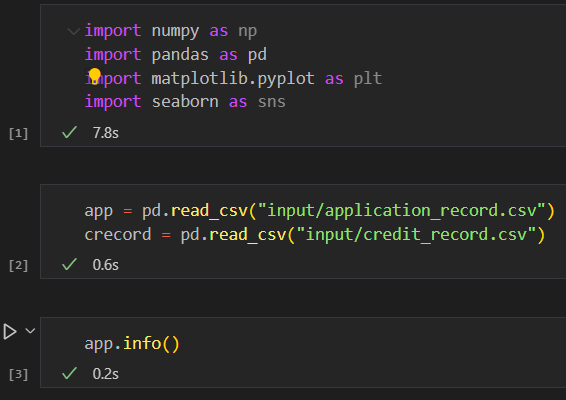 import numpy as np
import pandas as pd
import matplotlib.pyplot as plt
import seaborn as sns
[1] 7.8s
app = pd.read_csv("input/application_record.csv")
crecord = pd.read_csv("input/credit_record.csv")
[2] 0.6s
app.info()
[3] 0.2s